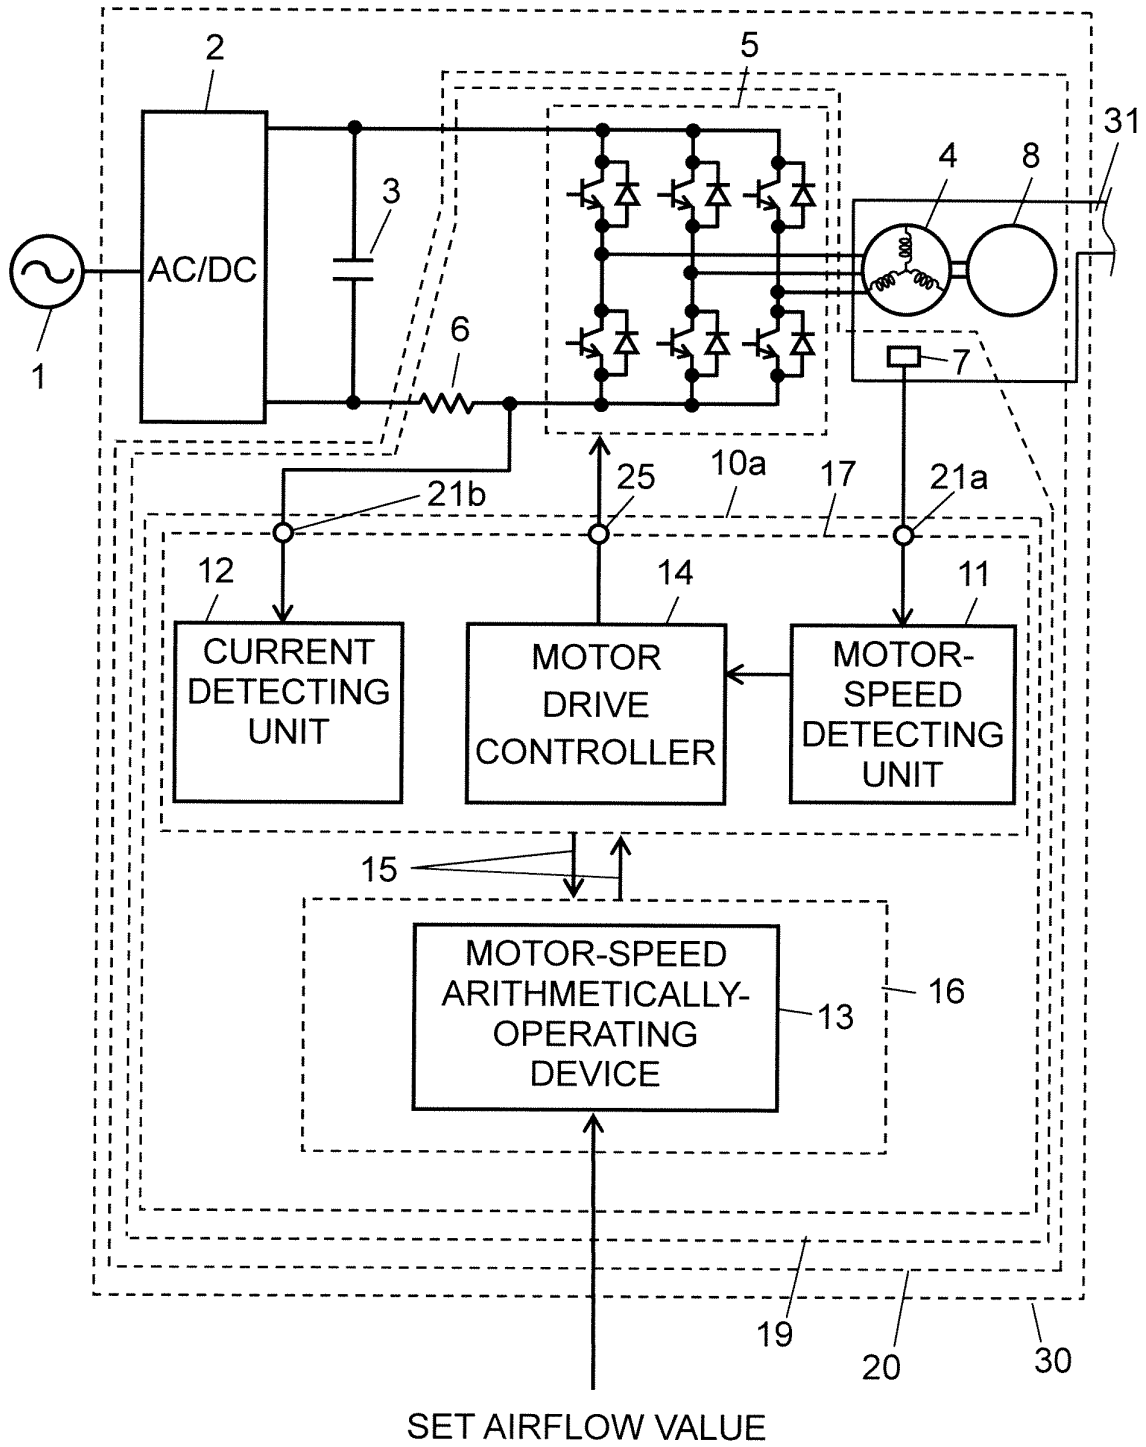 2
5
31
4
8
3
AC/DC
1
6
7
10a
17
21b
25
21a
12
14
11
CURRENT
DETECTING
UNIT
MOTOR
DRIVE
CONTROLLER
MOTOR-
SPEED
DETECTING
UNIT
15
MOTOR-SPEED
ARITHMETICALLY-
OPERATING
DEVICE
16
13
19
20
30
SET AIRFLOW VALUE